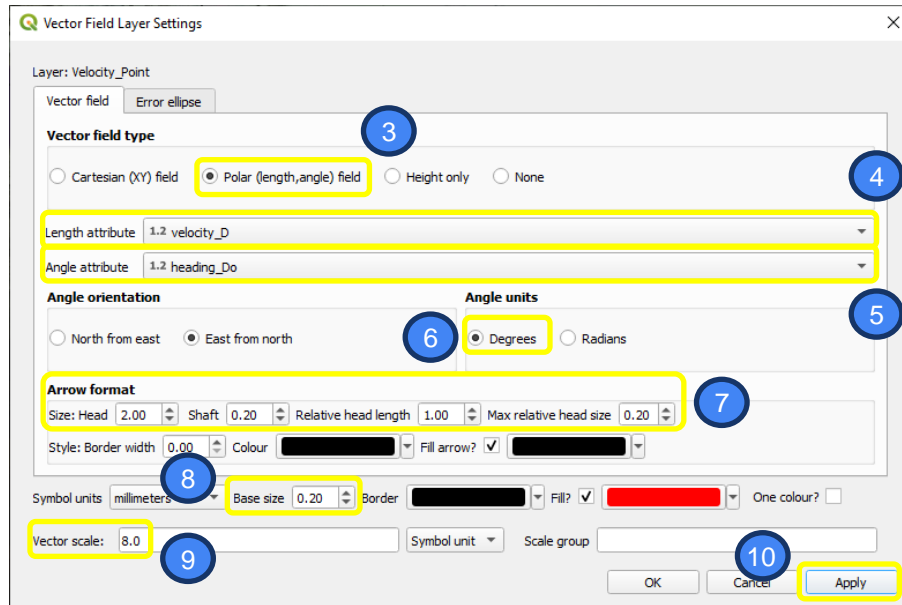 Vector Field Layer Settings
Layer: Velocity_Point
Vector field Error ellipse
Vector field type
3
Cartesian (XY) field Polar (length,angle) field Height only None
4
Length attribute 1.2 velocity_D
Angle attribute 1.2 heading_Do
Angle orientation Angle units
5
North from east East from north 6 Degrees Radians
Arrow format
Size: Head 2.00 Shaft 0.20 Relative head length 1.00 Max relative head size 0.20
7
Style: Border width 0.00 Colour Fill arrow?
8
Symbol units millimeters Base size 0.20 Border Fill? One colour?
Vector scale: 8.0 Symbol unit Scale group
9
10
OK Cancel Apply